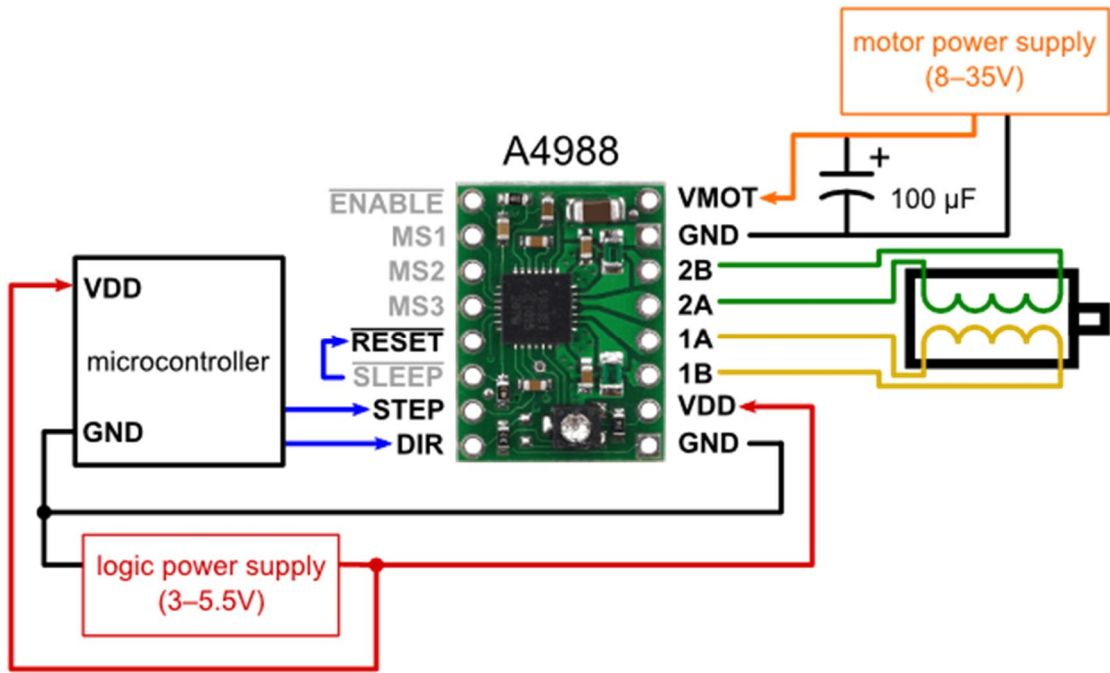 motor power supply
(8–35V)
A4988
+
100 µF
ENABLE
MS1
MS2
MS3
RESET
SLEEP
STEP
DIR
VMOT
GND
2B
2A
1A
1B
VDD
GND
VDD
microcontroller
GND
logic power supply
(3–5.5V)